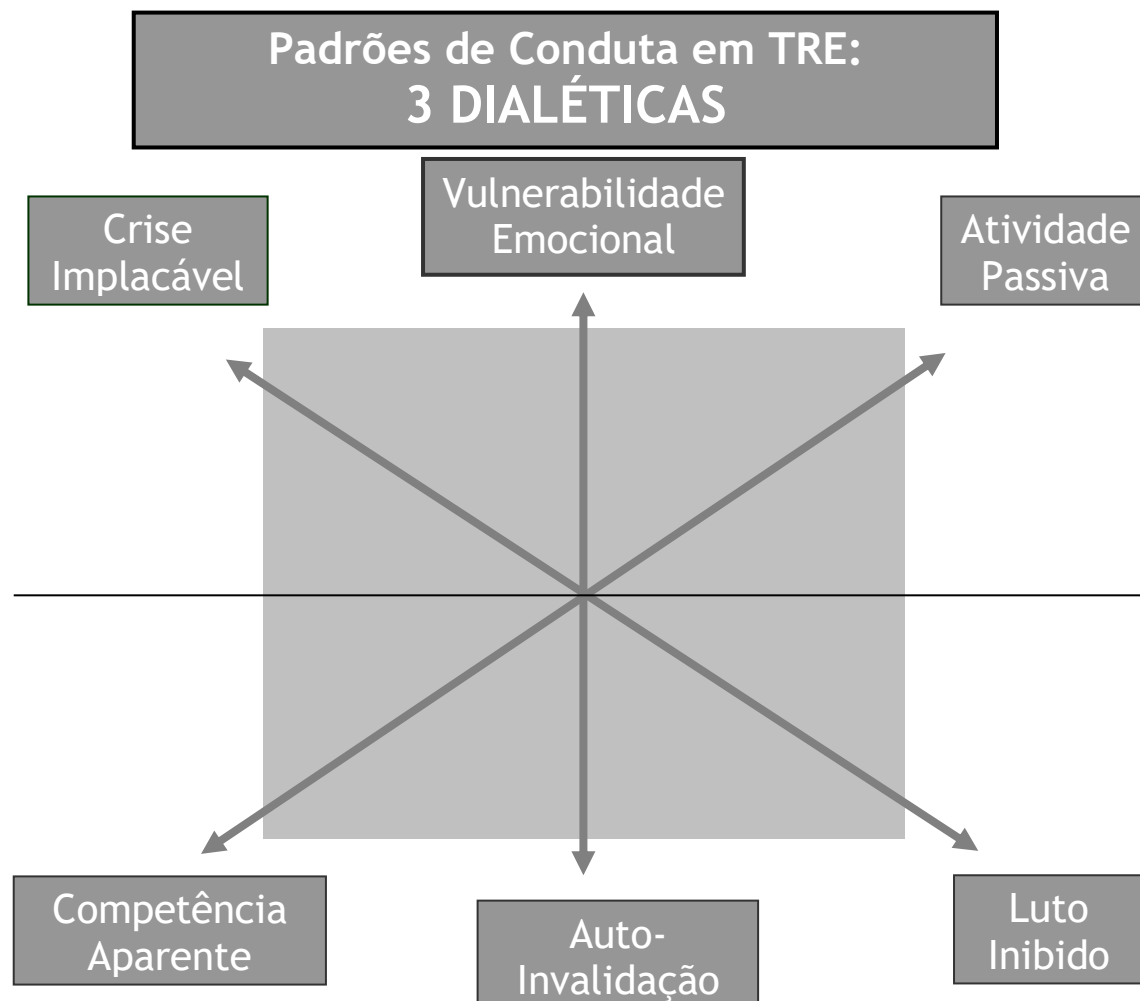 Padrões de Conduta em TRE:
3 DIALÉTICAS
Vulnerabilidade
Emocional
Crise
Implacável
Atividade
Passiva
Competência
Aparente
Auto-
Invalidação
Luto
Inibido